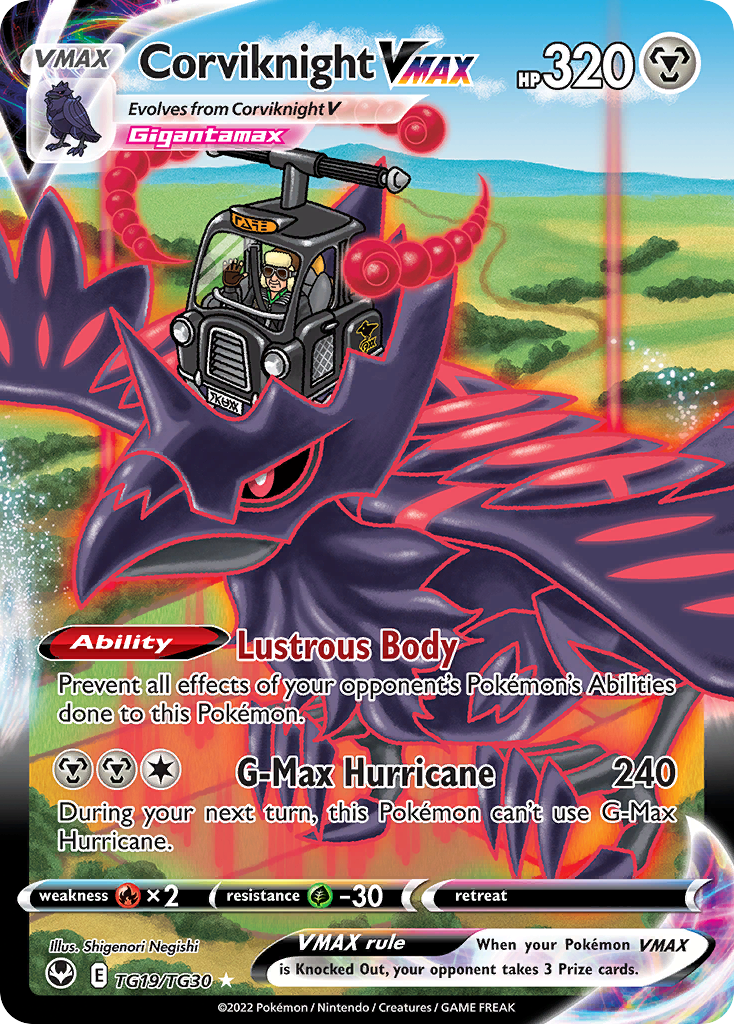 VMAX
Corviknight VMAX
HP 320
Evolves from Corviknight V
Gigantamax
Ability Lustrous Body
Prevent all effects of your opponent's Pokémon's Abilities
done to this Pokémon.
G-Max Hurricane 240
During your next turn, this Pokémon can't use G-Max
Hurricane.
weakness ×2 resistance -30 retreat
Illus. Shigenori Negishi
VMAX rule When your Pokémon VMAX
is Knocked Out, your opponent takes 3 Prize cards.
E TG19/TG30
©2022 Pokémon / Nintendo / Creatures / GAME FREAK